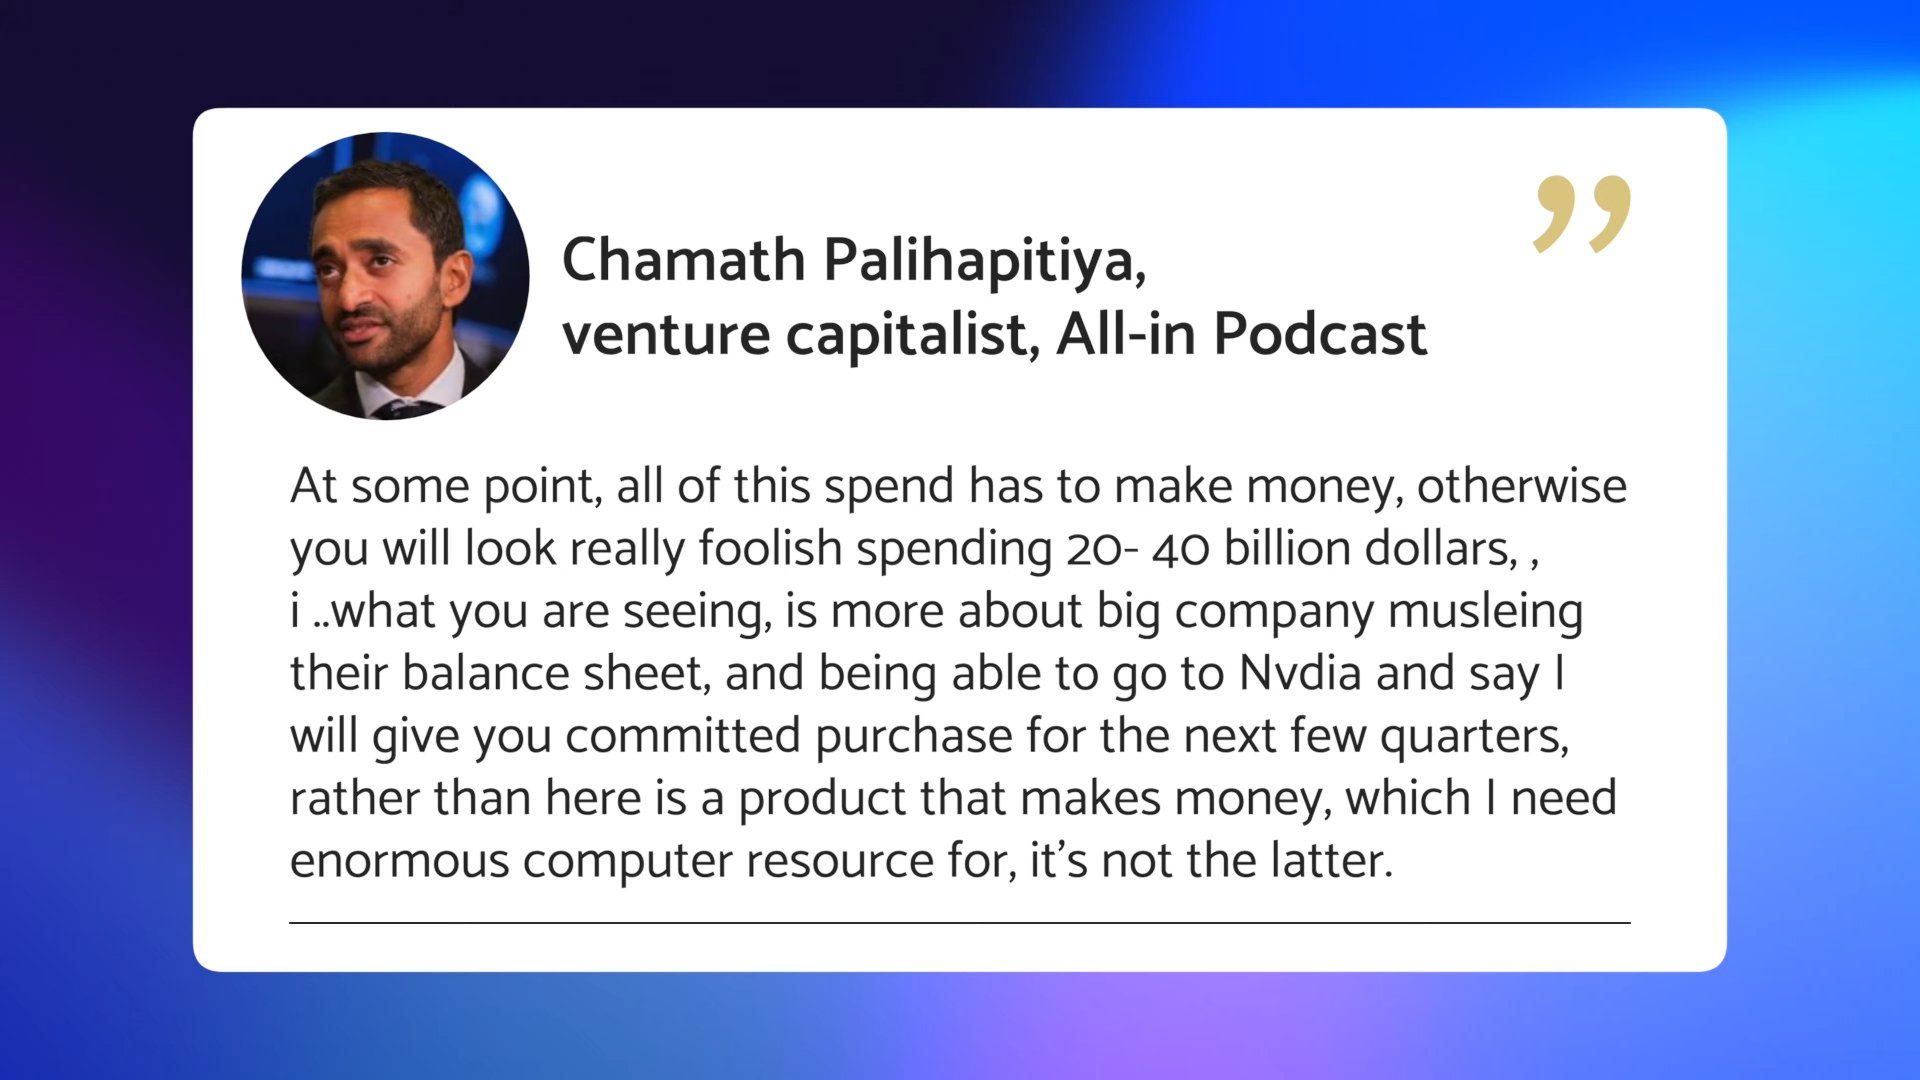 Chamath Palihapitiya,
venture capitalist, All-in Podcast
”
At some point, all of this spend has to make money, otherwise
you will look really foolish spending 20- 40 billion dollars, ,
i ..what you are seeing, is more about big company musleing
their balance sheet, and being able to go to Nvdia and say I
will give you committed purchase for the next few quarters,
rather than here is a product that makes money, which I need
enormous computer resource for, it’s not the latter.